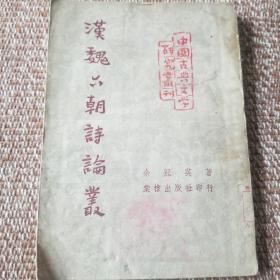 漢魏六朝詩論叢
中國古典文學
研究叢刊
余冠英 著
棠棣出版社印行